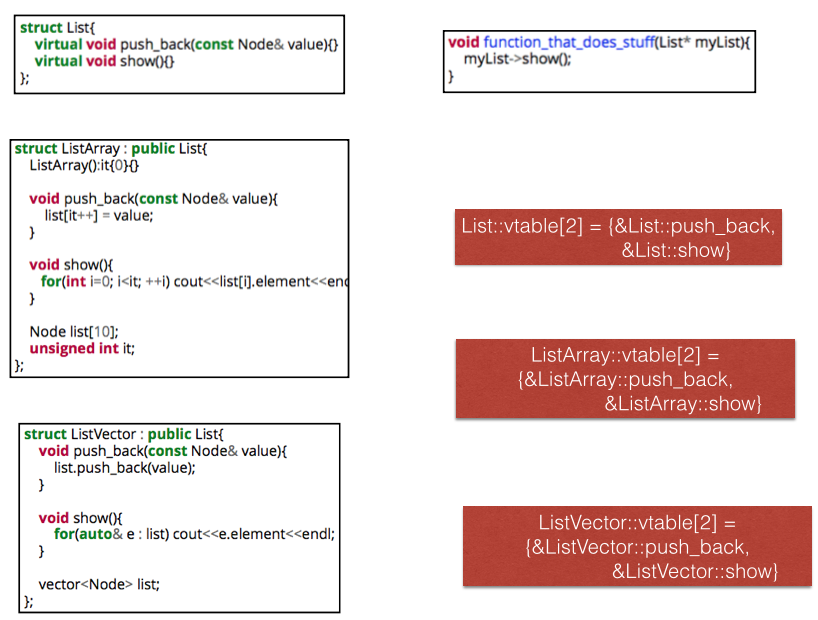 struct List{
virtual void push_back(const Node& value){}
virtual void show(){}
};
void function_that_does_stuff(List* myList){
myList->show();
}
struct ListArray : public List{
ListArray():it{0}{}
void push_back(const Node& value){
list[it++] = value;
}
void show(){
for(int i=0; i<it; ++i) cout<<list[i].element<<end
}
Node list[10];
unsigned int it;
};
List::vtable[2] = {&List::push_back,
&List::show}
ListArray::vtable[2] =
{&ListArray::push_back,
&ListArray::show}
struct ListVector : public List{
void push_back(const Node& value){
list.push_back(value);
}
void show(){
for(auto& e : list) cout<<e.element<<endl;
}
vector<Node> list;
};
ListVector::vtable[2] =
{&ListVector::push_back,
&ListVector::show}